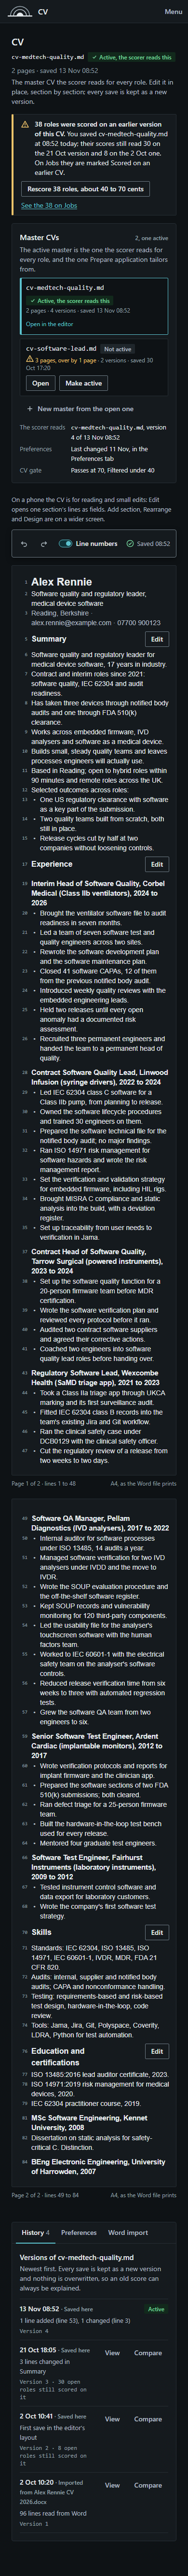 CV
Menu
CV
cv-medtech-quality.md ✓ Active, the scorer reads this
2 pages · saved 13 Nov 08:52
The master CV the scorer reads for every role. Edit it in
place, section by section; every save is kept as a new
version.
38 roles were scored on an earlier version
of this CV. You saved cv-medtech-quality.md
at 08:52 today; their scores still read 30 on
the 21 Oct version and 8 on the 2 Oct one.
On Jobs they are marked Scored on an
earlier CV.
Rescore 38 roles, about 40 to 70 cents
See the 38 on Jobs
Master CVs
2, one active
The active master is the one the scorer reads for
every role, and the one Prepare application tailors
from.
cv-medtech-quality.md
✓ Active, the scorer reads this
2 pages · 4 versions · saved 13 Nov 08:52
Open in the editor
cv-software-lead.md Not active
3 pages, over by 1 page · 2 versions · saved 30
Oct 17:20
Open
Make active
+ New master from the open one
The scorer reads
cv-medtech-quality.md, version
4 of 13 Nov 08:52
Preferences
Last changed 11 Nov, in the
Preferences tab
CV gate
Passes at 70, Filtered under 40
On a phone the CV is for reading and small edits: Edit
opens one section's lines as fields. Add section, Rearrange
and Design are on a wider screen.
Line numbers
Saved 08:52
1 Alex Rennie
2 Software quality and regulatory leader,
medical device software
3 Reading, Berkshire ·
alex.rennie@example.com · 07700 900123
5 Summary
Edit
6 Software quality and regulatory leader for
medical device software, 17 years in industry.
7 Contract and interim roles since 2021:
software quality, IEC 62304 and audit
readiness.
8 Has taken three devices through notified body
audits and one through FDA 510(k)
clearance.
9 Works across embedded firmware, IVD
analysers and software as a medical device.
10 Builds small, steady quality teams and leaves
processes engineers will actually use.
11 Based in Reading; open to hybrid roles within
90 minutes and remote roles across the UK.
12 Selected outcomes across roles:
13 • One US regulatory clearance with software
as a key part of the submission.
14 • Two quality teams built from scratch, both
still in place.
15 • Release cycles cut by half at two
companies without loosening controls.
17 Experience
Edit
19 Interim Head of Software Quality, Corbel
Medical (Class IIb ventilators), 2024 to
2026
20 • Brought the ventilator software file to audit
readiness in seven months.
21 • Led a team of seven software test and
quality engineers across two sites.
22 • Rewrote the software development plan
and the software maintenance plan.
23 • Closed 41 software CAPAs, 12 of them
from the previous notified body audit.
24 • Introduced weekly quality reviews with the
embedded engineering leads.
25 • Held two releases until every open
anomaly had a documented risk
assessment.
26 • Recruited three permanent engineers and
handed the team to a permanent head of
quality.
28 Contract Software Quality Lead, Linwood
Infusion (syringe drivers), 2022 to 2024
29 • Led IEC 62304 class C software for a
Class IIb pump, from planning to release.
30 • Owned the software lifecycle procedures
and trained 30 engineers on them.
31 • Prepared the software technical file for the
notified body audit; no major findings.
32 • Ran ISO 14971 risk management for
software hazards and wrote the risk
management report.
33 • Set the verification and validation strategy
for embedded firmware, including HIL rigs.
34 • Brought MISRA C compliance and static
analysis into the build, with a deviation
register.
35 • Set up traceability from user needs to
verification in Jama.
37 Contract Head of Software Quality,
Tarrow Surgical (powered instruments),
2023 to 2024
38 • Set up the software quality function for a
20-person firmware team before MDR
certification.
39 • Wrote the software verification plan and
reviewed every protocol before it ran.
40 • Audited two contract software suppliers
and agreed their corrective actions.
41 • Coached two engineers into software
quality lead roles before handing over.
43 Regulatory Software Lead, Wexcombe
Health (SaMD triage app), 2021 to 2023
44 • Took a Class IIa triage app through UKCA
marking and its first surveillance audit.
45 • Fitted IEC 62304 class B records into the
team's existing Jira and Git workflow.
46 • Ran the clinical safety case under
DCB0129 with the clinical safety officer.
47 • Cut the regulatory review of a release from
two weeks to two days.
Page 1 of 2 · lines 1 to 48
A4, as the Word file prints
49 Software QA Manager, Pellam
Diagnostics (IVD analysers), 2017 to 2022
50 • Internal auditor for software processes
under ISO 13485, 14 audits a year.
51 • Managed software verification for two IVD
analysers under IVDD and the move to
IVDR.
52 • Wrote the SOUP evaluation procedure and
the off-the-shelf software register.
53 • Kept SOUP records and vulnerability
monitoring for 120 third-party components.
54 • Led the usability file for the analyser's
touchscreen software with the human
factors team.
55 • Worked to IEC 60601-1 with the electrical
safety team on the analyser's software
controls.
56 • Reduced release verification time from six
weeks to three with automated regression
tests.
57 • Grew the software QA team from two
engineers to six.
59 Senior Software Test Engineer, Ardent
Cardiac (implantable monitors), 2012 to
2017
60 • Wrote verification protocols and reports for
implant firmware and the clinician app.
61 • Prepared the software sections of two FDA
510(k) submissions; both cleared.
62 • Ran defect triage for a 25-person firmware
team.
63 • Built the hardware-in-the-loop test bench
used for every release.
64 • Mentored four graduate test engineers.
66 Software Test Engineer, Fairhurst
Instruments (laboratory instruments),
2009 to 2012
67 • Tested instrument control software and
data export for laboratory customers.
68 • Wrote the company's first software test
strategy.
70 Skills
Edit
71 Standards: IEC 62304, ISO 13485, ISO
14971, IEC 60601-1, IVDR, MDR, FDA 21
CFR 820.
72 Audits: internal, supplier and notified body
audits; CAPA and nonconformance handling.
73 Testing: requirements-based and risk-based
test design, hardware-in-the-loop, code
review.
74 Tools: Jama, Jira, Git, Polyspace, Coverity,
LDRA, Python for test automation.
76 Education and
certifications
Edit
77 ISO 13485:2016 lead auditor certificate, 2023.
78 ISO 14971:2019 risk management for medical
devices, 2020.
79 IEC 62304 practitioner course, 2019.
81 MSc Software Engineering, Kennet
University, 2008
82 Dissertation on static analysis for safety-
critical C. Distinction.
84 BEng Electronic Engineering, University
of Harrowden, 2007
Page 2 of 2 · lines 49 to 84
A4, as the Word file prints
History 4
Preferences
Word import
Versions of cv-medtech-quality.md
Newest first. Every save is kept as a new version
and nothing is overwritten, so an old score can
always be explained.
13 Nov 08:52 · Saved here
Active
1 line added (line 53), 1 changed (line 3)
Version 4
21 Oct 18:05 · Saved here
View
Compare
3 lines changed in
Summary
Version 3 · 30 open
roles still scored on
it
2 Oct 10:41 · Saved here
View
Compare
First save in the editor's
layout
Version 2 · 8 open
roles still scored on
it
2 Oct 10:20 · Imported
from Alex Rennie CV
2026.docx
View
Compare
96 lines read from Word
Version 1